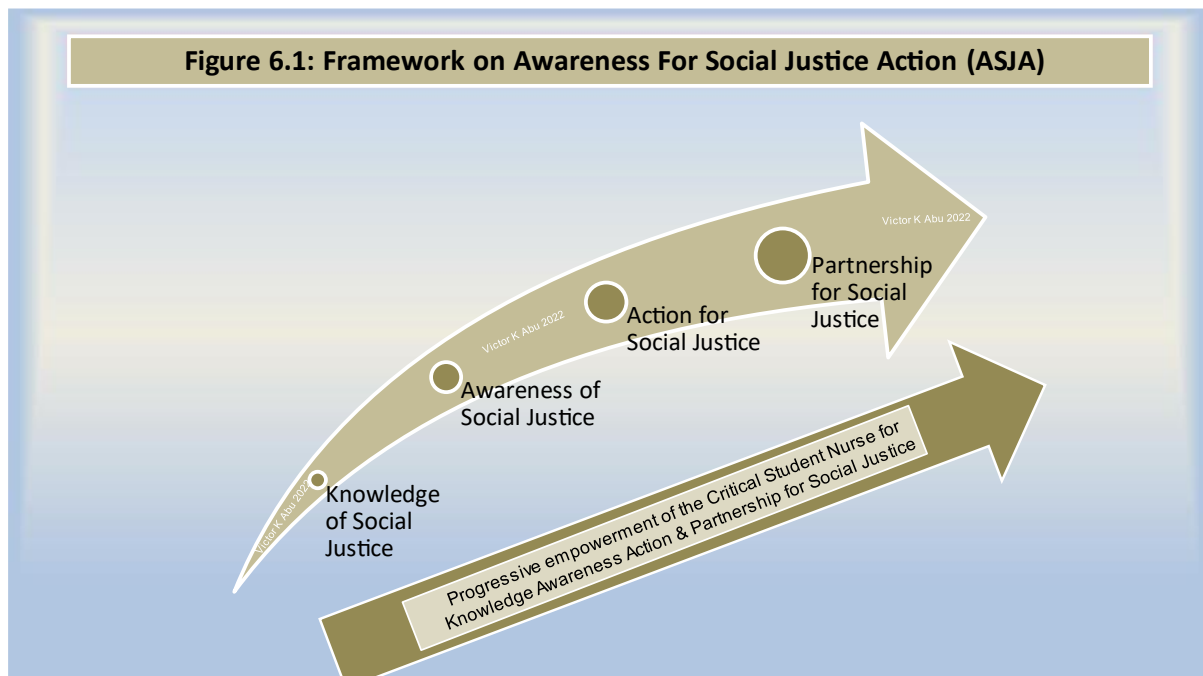 Figure 6.1: Framework on Awareness For Social Justice Action (ASJA)
Victor K Abu 2022
Partnership
for Social
Justice
Victor K Abu 2022
Action for
Social Justice
Awareness of
Social Justice
Victor K Abu 2022
Knowledge
of Social
Justice
Progressive empowerment of the Critical Student Nurse for
Knowledge Awareness Action & Partnership for Social Justice